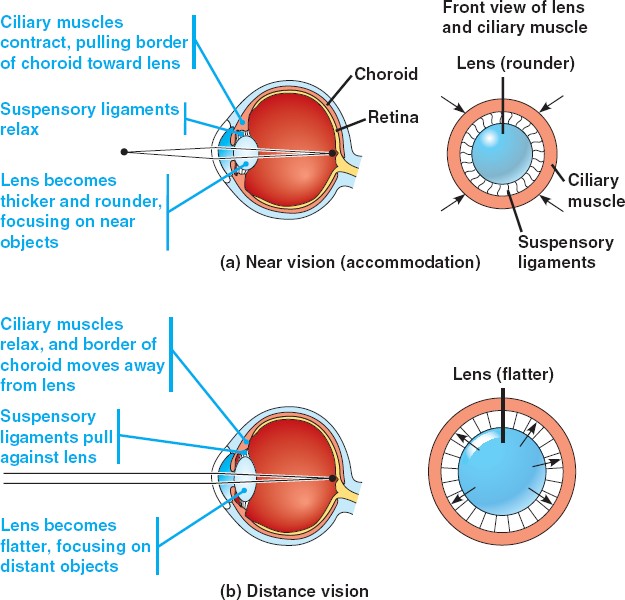 Ciliary muscles
contract, pulling border
of choroid toward lens
Suspensory ligaments
relax
Lens becomes
thicker and rounder,
focusing on near
objects
Choroid
Retina
Front view of lens
and ciliary muscle
Lens (rounder)
Ciliary
muscle
Suspensory
ligaments
(a) Near vision (accommodation)
Ciliary muscles
relax, and border of
choroid moves away
from lens
Suspensory
ligaments pull
against lens
Lens becomes
flatter, focusing on
distant objects
Lens (flatter)
(b) Distance vision